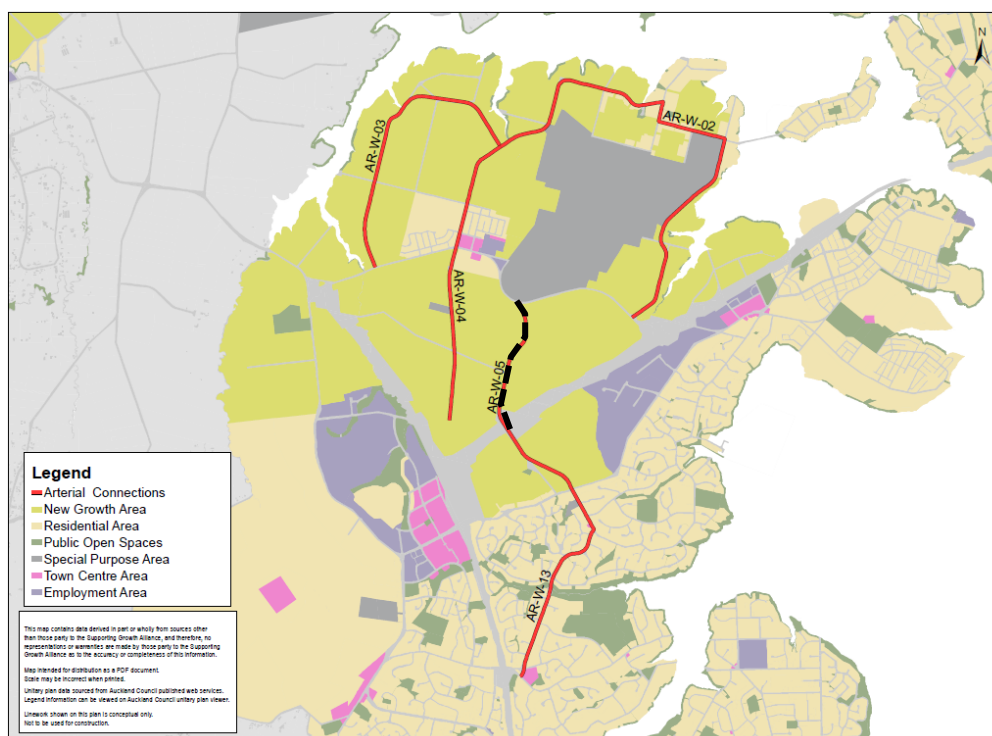 N
AR-W-03
AR-W-02
AR-W-04
AR-W-05
AR-W-13
Legend
Arterial Connections
New Growth Area
Residential Area
Public Open Spaces
Special Purpose Area
Town Centre Area
Employment Area
This map contains data derived in part or wholly from sources other
than those party to the Supporting Growth Alliance, and therefore, no
representations or warranties are made by those party to the Supporting
Growth Alliance as to the accuracy or completeness of this information.
Map intended for distribution as a PDF document.
Scale may be incorrect when printed.
Unitary plan data sourced from Auckland Council published web services.
Legend information can be viewed on Auckland Council unitary plan viewer.
Linework shown on this plan is conceptual only.
Not to be used for construction.